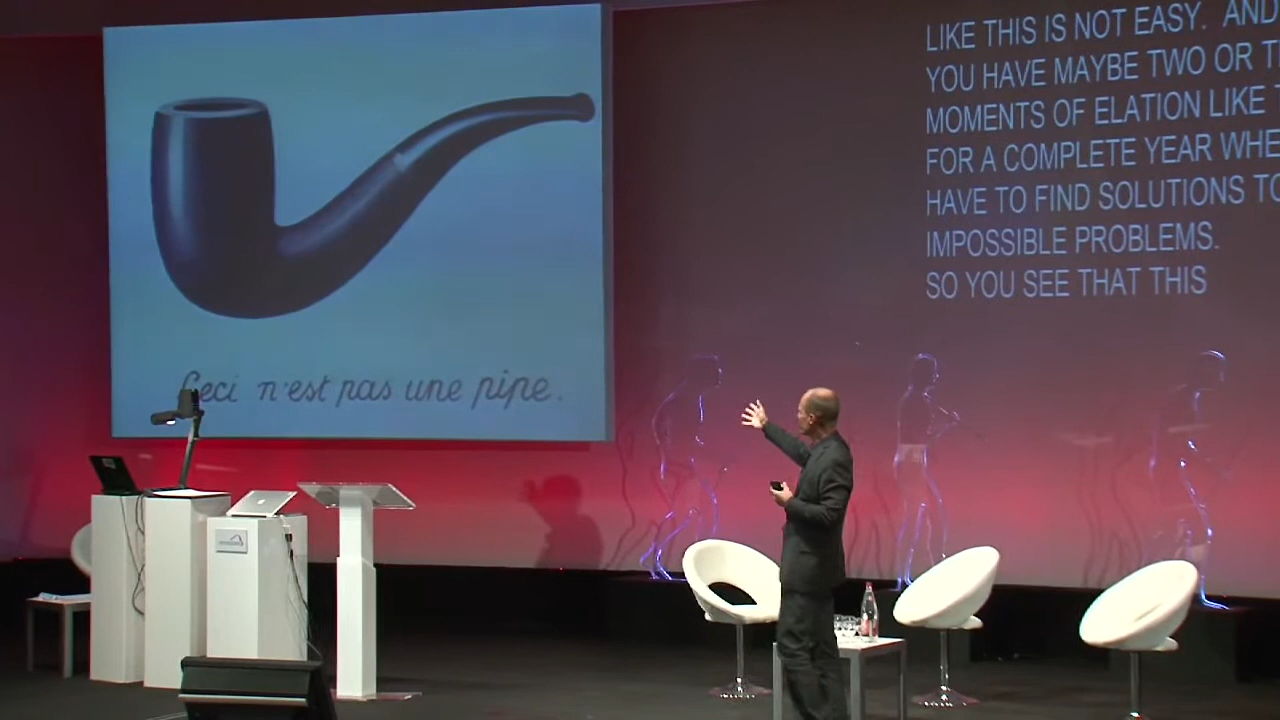 Ceci n'est pas une pipe.
LIKE THIS IS NOT EASY. AND
YOU HAVE MAYBE TWO OR
MOMENTS OF ELATION LIKE
FOR A COMPLETE YEAR
HAVE TO FIND SOLUTIONS TO
IMPOSSIBLE PROBLEMS.
SO YOU SEE THAT THIS